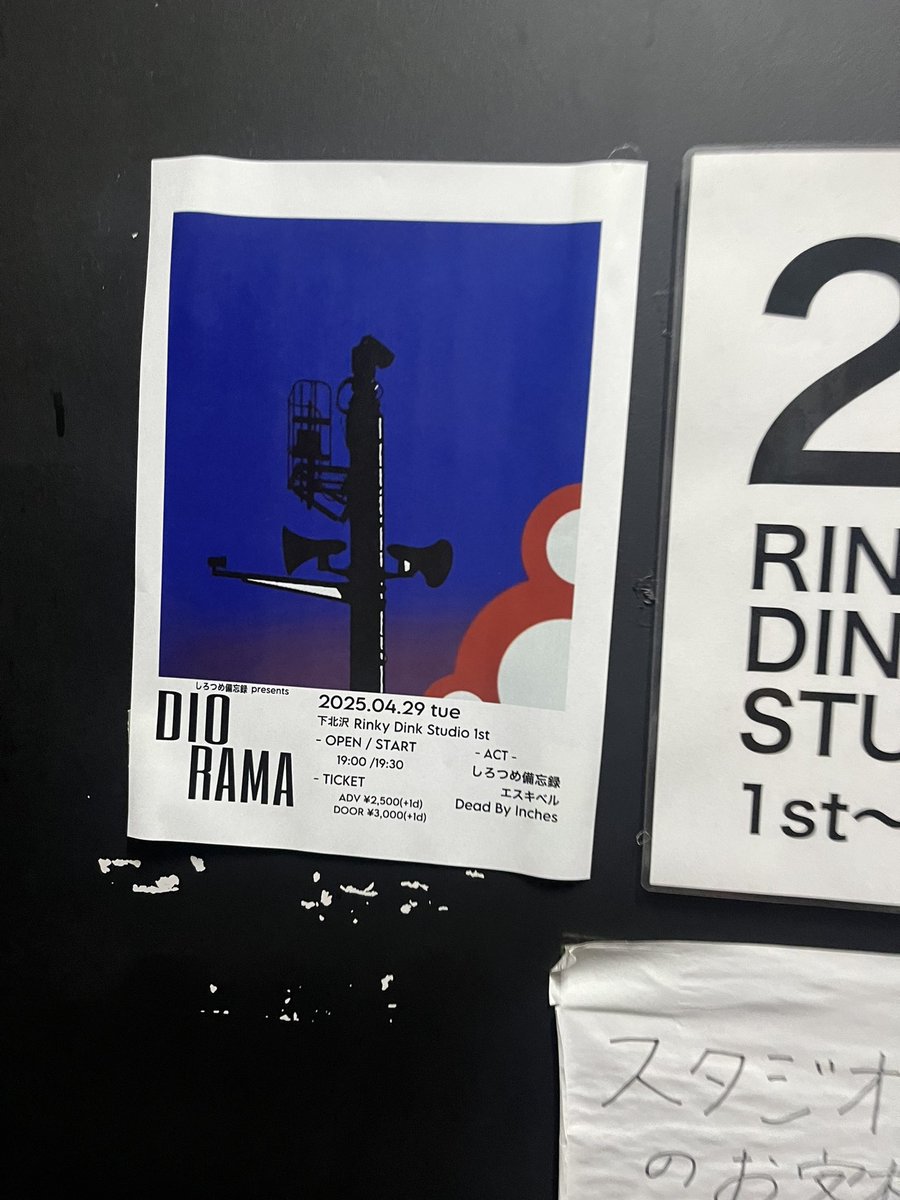 しろつめ備忘録 presents
DIO
RAMA
2025.04.29 tue
下北沢 Rinky Dink Studio 1st
- OPEN / START
19:00 /19:30
- TICKET
ADV ¥2,500(+1d)
DOOR ¥3,000(+1d)
- ACT -
しろつめ備忘録
エスキベル
Dead By Inches
2
RIN
DIN
STU
1st～
スタジオ
のお客